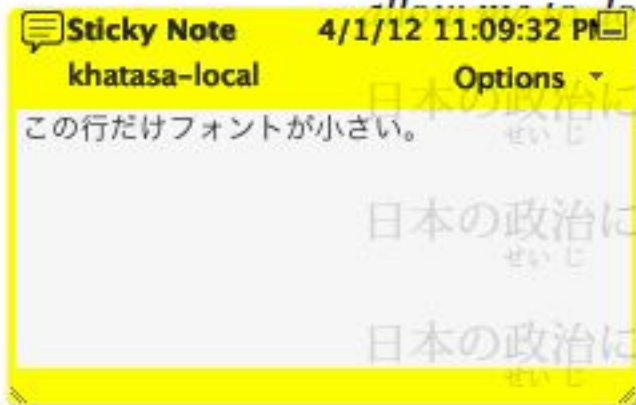 Sticky Note 4/1/12 11:09:32 PM
khatasa-local Options
この行だけフォントが小さい。
日本の政治に
せいじ
日本の政治に
せいじ
日本の政治に
せいじ